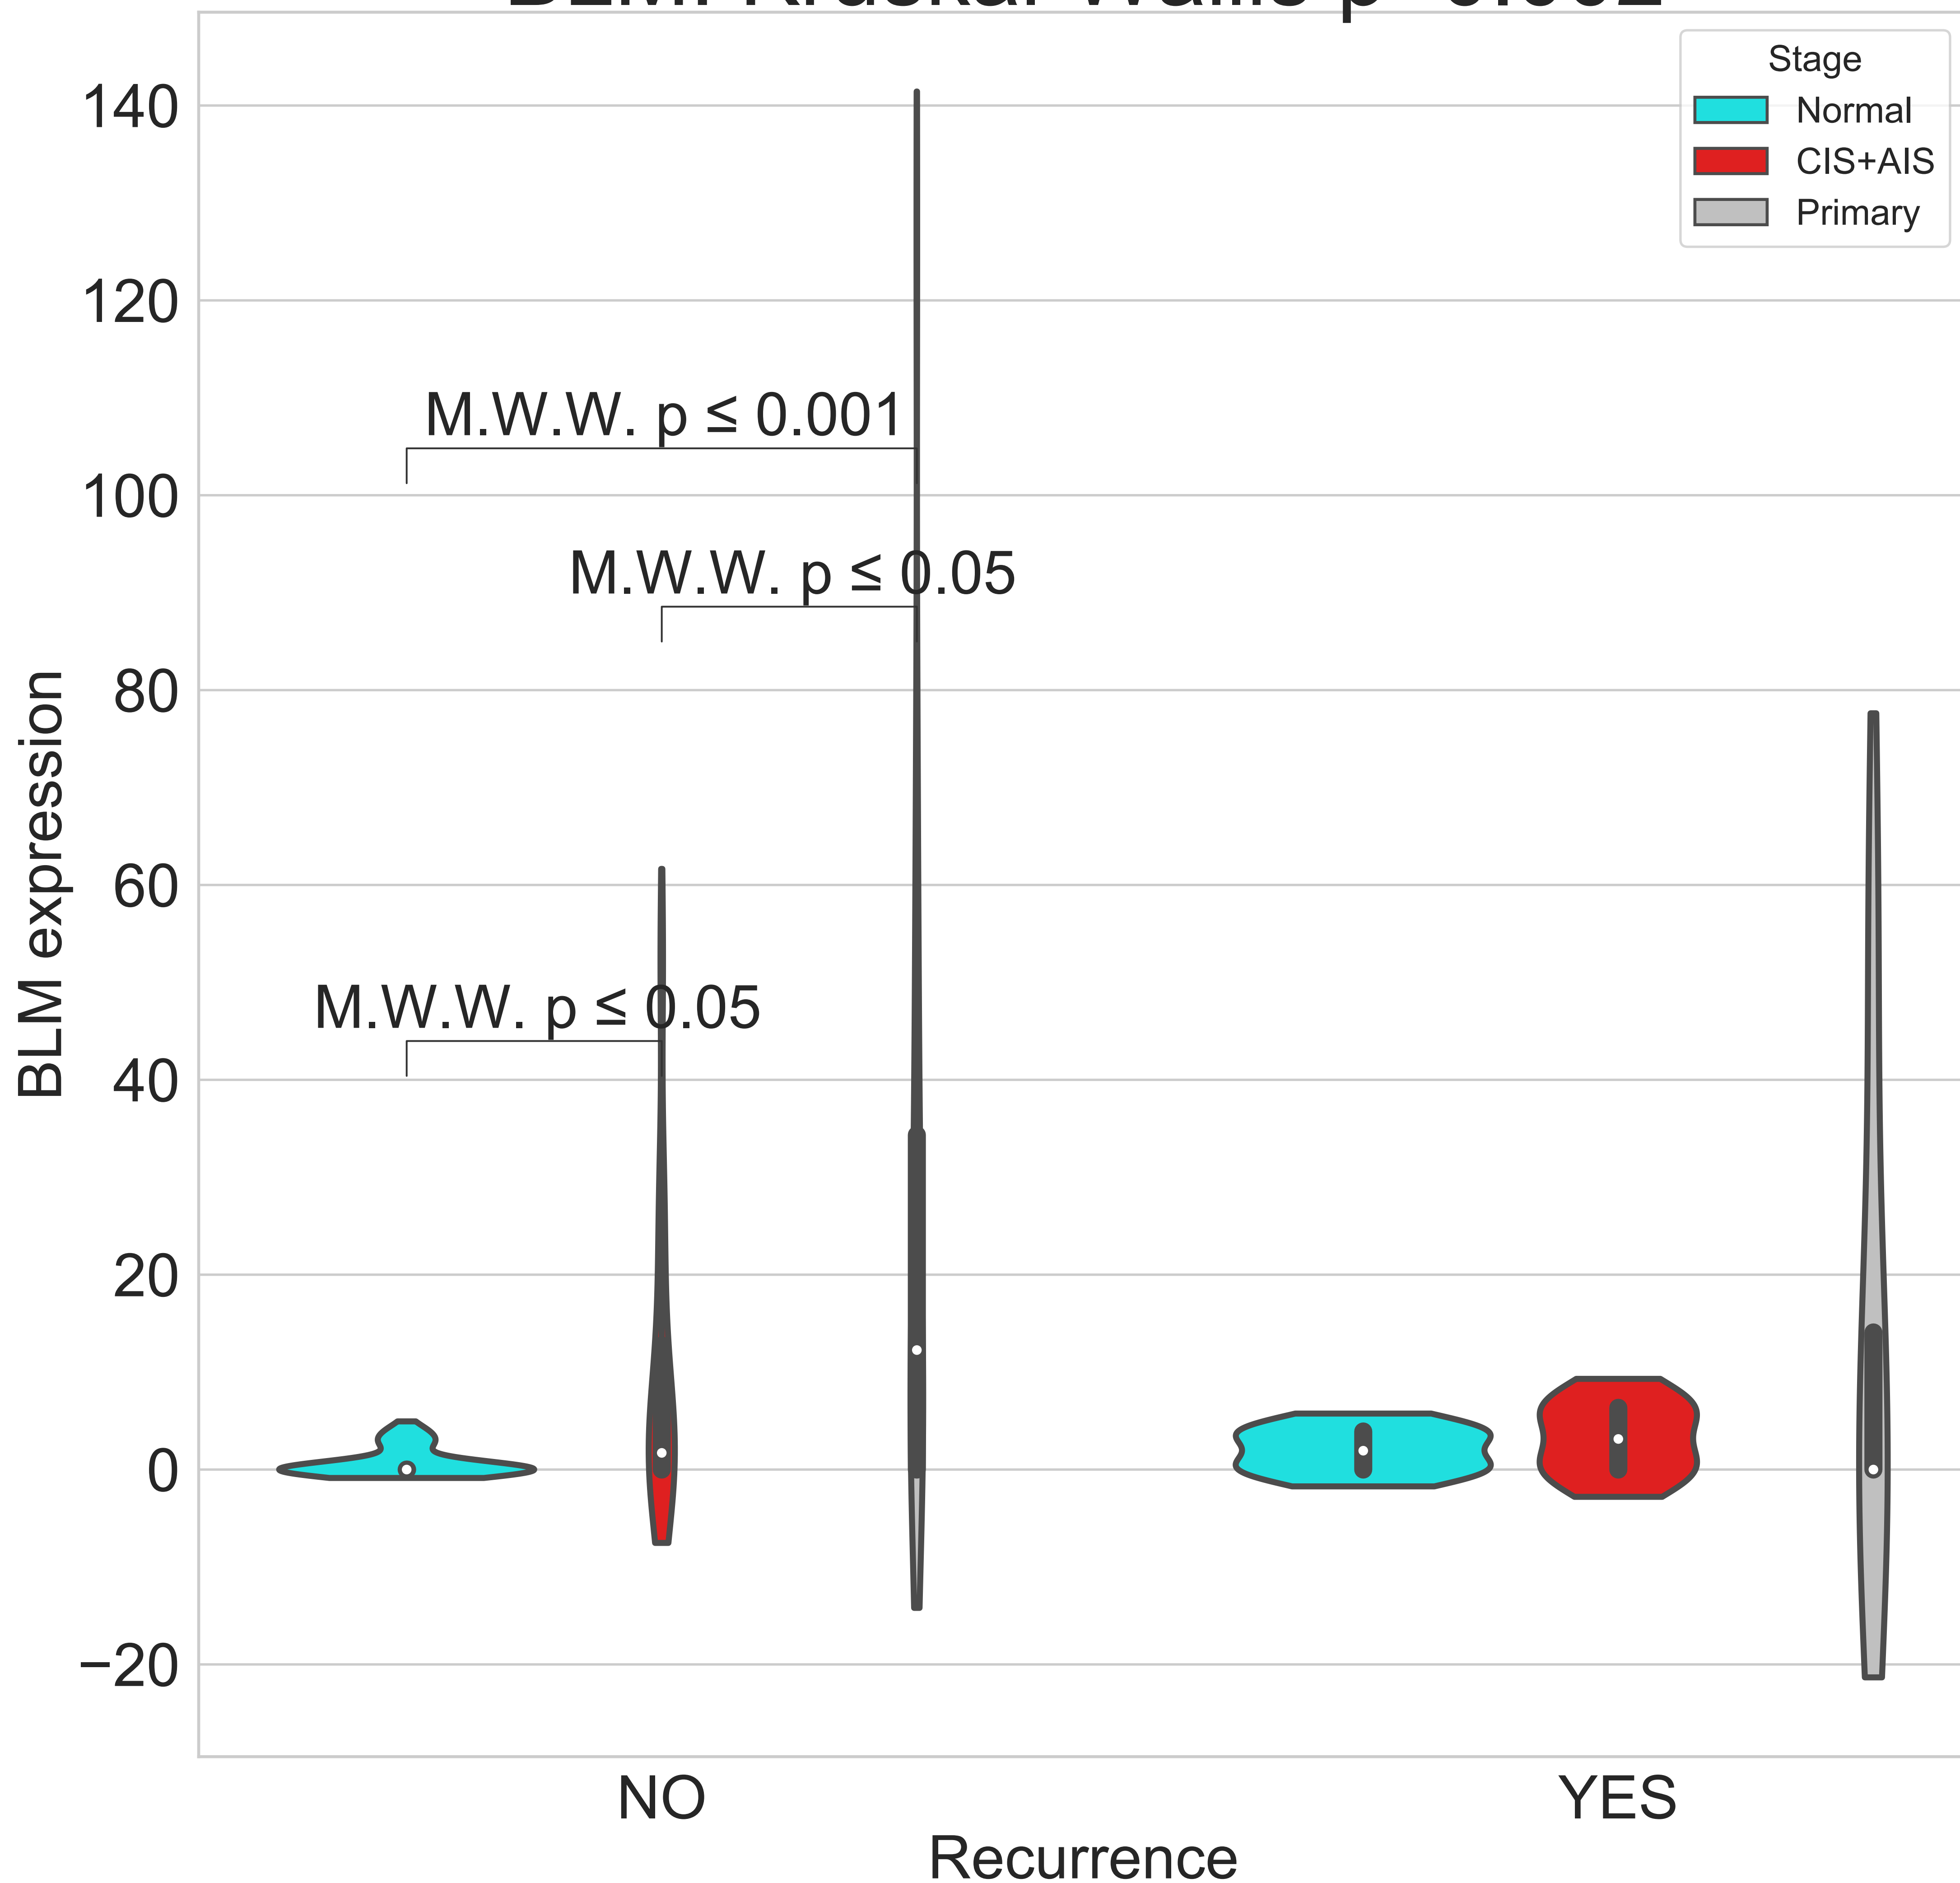 Stage
Normal
CIS+AIS
Primary
140
120
100
80
60
40
20
0
−20
M.W.W. p ≤ 0.001
M.W.W. p ≤ 0.05
M.W.W. p ≤ 0.05
BLM expression
NO
YES
Recurrence